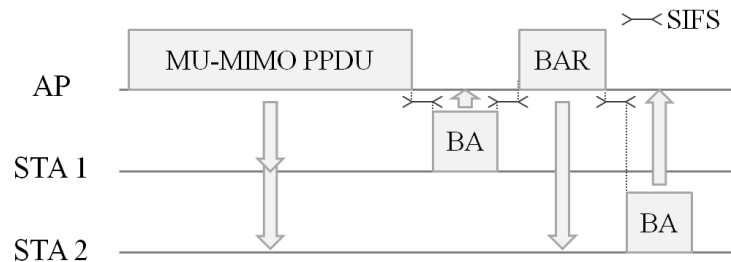 SIFS
MU-MIMO PPDU
BAR
AP
BA
STA 1
BA
STA 2